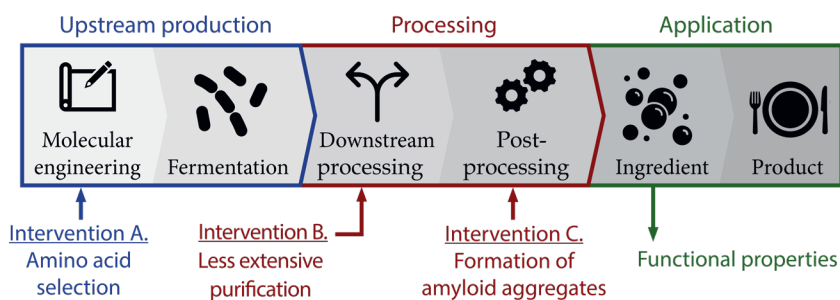 Upstream production
Processing
Application
Molecular
engineering
Fermentation
Downstream
processing
Post-
processing
Ingredient
Product
Intervention A.
Amino acid
selection
Intervention B.
Less extensive
purification
Intervention C.
Formation of
amyloid aggregates
Functional properties